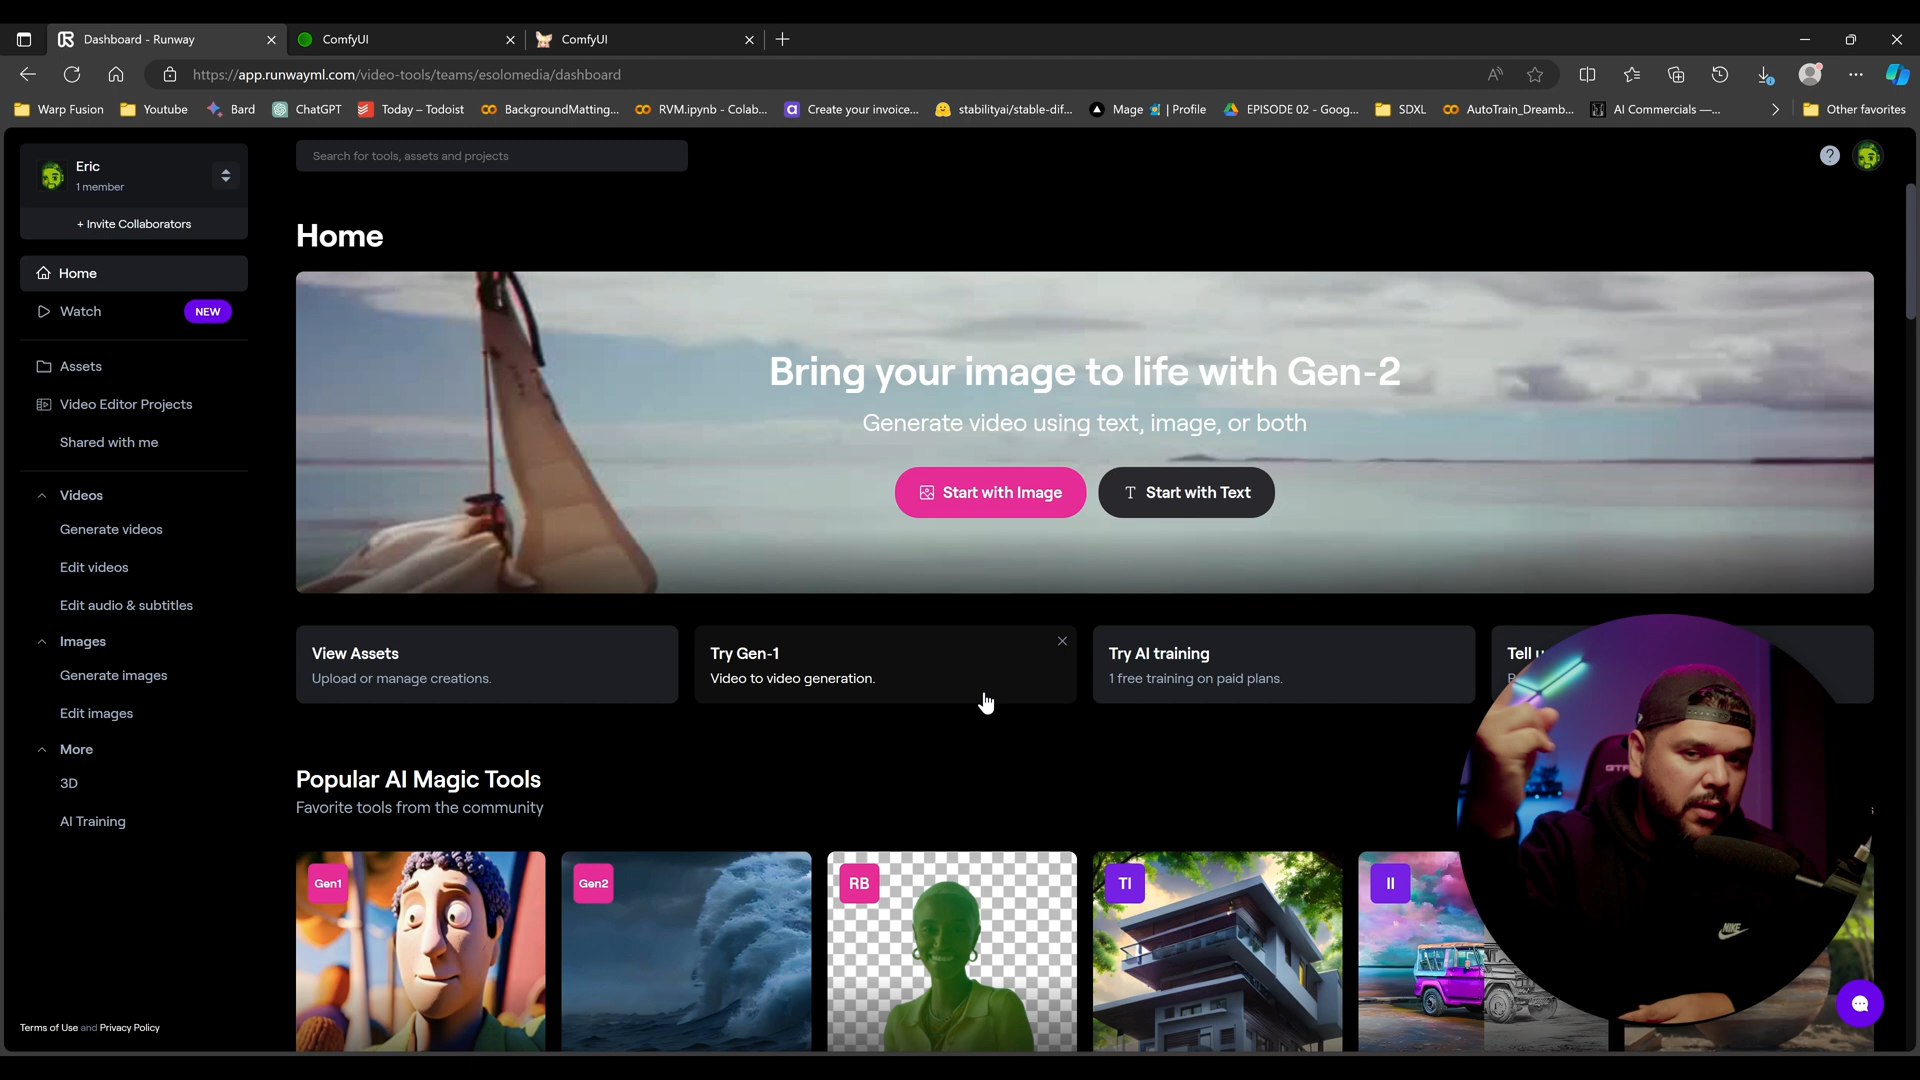 Dashboard - Runway
ComfyUI
ComfyUI
https://app.runwayml.com/video-tools/teams/esolomedia/dashboard
Warp Fusion
Youtube
Bard
ChatGPT
Today – Todoist
BackgroundMatting...
RVM.ipynb - Colab...
Create your invoice...
stabilityai/stable-dif...
Mage | Profile
EPISODE 02 - Goog...
SDXL
AutoTrain_Dreamb...
AI Commercials —...
Other favorites
Eric
1 member
+ Invite Collaborators
Search for tools, assets and projects
Home
Watch
NEW
Assets
Video Editor Projects
Shared with me
Videos
Generate videos
Edit videos
Edit audio & subtitles
Images
Generate images
Edit images
More
3D
AI Training
Terms of Use and Privacy Policy
Home
Bring your image to life with Gen-2
Generate video using text, image, or both
Start with Image
Start with Text
View Assets
Upload or manage creations.
Try Gen-1
Video to video generation.
Try AI training
1 free training on paid plans.
Tell
Popular AI Magic Tools
Favorite tools from the community
Gen1
Gen2
RB
TI
II
NIKE